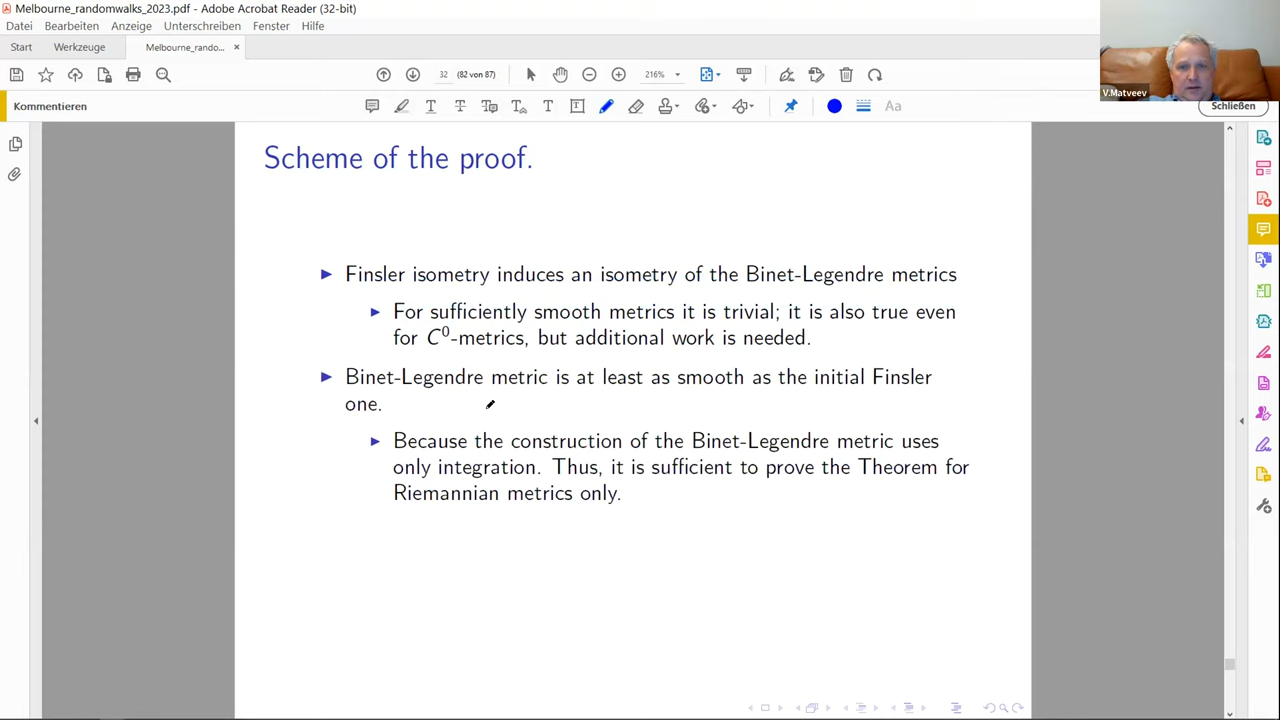 Melbourne_randomwalks_2023.pdf - Adobe Acrobat Reader (32-bit)
Datei Bearbeiten Anzeige Unterschreiben Fenster Hilfe
Start Werkzeuge Melbourne_rando... ×
32 (82 von 87) 216%
Kommentieren
Aa
V.Matveev
Schließen
Scheme of the proof.
▶ Finsler isometry induces an isometry of the Binet-Legendre metrics
▶ For sufficiently smooth metrics it is trivial; it is also true even
for C⁰-metrics, but additional work is needed.
▶ Binet-Legendre metric is at least as smooth as the initial Finsler
one.
▶ Because the construction of the Binet-Legendre metric uses
only integration. Thus, it is sufficient to prove the Theorem for
Riemannian metrics only.